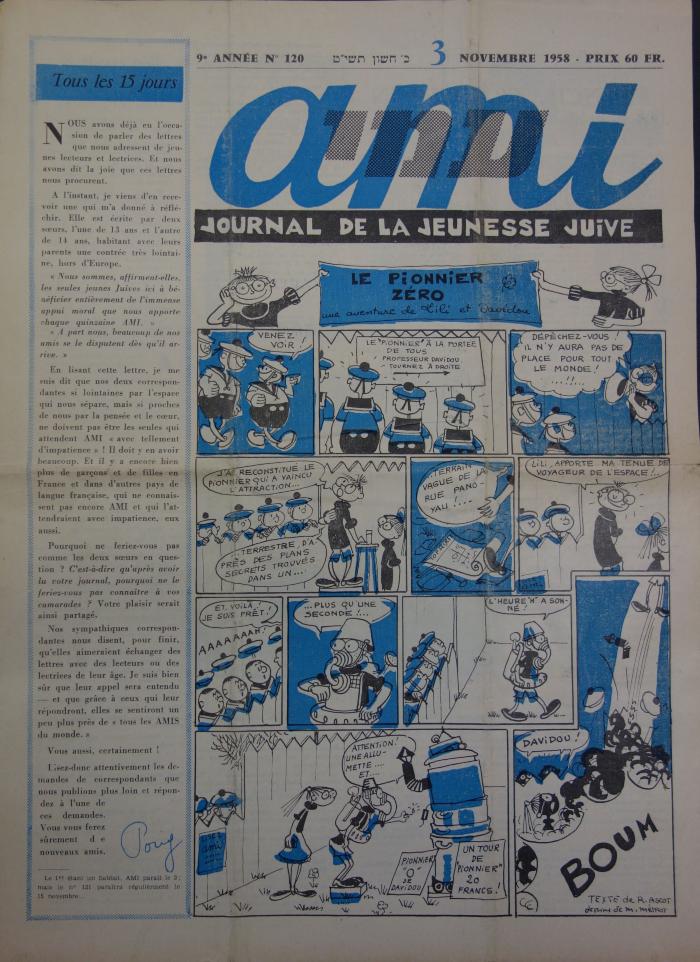 9e ANNÉE N° 120
כ׳ חשון תשי״ט
3
NOVEMBRE 1958 - PRIX 60 FR.
ami
עמי
JOURNAL DE LA JEUNESSE JUIVE
Tous les 15 jours
NOUS avons déjà eu l'occa-
sion de parler des lettres
que nous adressent de jeu-
nes lecteurs et lectrices. Et nous
avons dit la joie que ces lettres
nous procurent.
A l'instant, je viens d'en rece-
voir une qui m'a donné à réflé-
chir. Elle est écrite par deux
sœurs, l'une de 13 ans et l'autre
de 14 ans, habitant avec leurs
parents une contrée très lointai-
ne, hors d'Europe.
« Nous sommes, affirment-elles,
les seules jeunes Juives ici à bé-
néficier entièrement de l'immense
appui moral que nous apporte
chaque quinzaine AMI. »
« A part nous, beaucoup de nos
amis se le disputent dès qu'il ar-
rive. »
En lisant cette lettre, je me
suis dit que nos deux correspon-
dantes si lointaines par l'espace
qui nous sépare, mais si proches
de nous par la pensée et le cœur,
ne doivent pas être les seules qui
attendent AMI « avec tellement
d'impatience » ! Il doit y en avoir
beaucoup. Et il y a encore bien
plus de garçons et de filles en
France et dans d'autres pays de
langue française, qui ne connais-
sent pas encore AMI et qui l'at-
tendraient avec impatience, eux
aussi.
Pourquoi ne feriez-vous pas
comme les deux sœurs en ques-
tion ? C'est-à-dire qu'après avoir
lu votre journal, pourquoi ne le
feriez-vous pas connaître à vos
camarades ? Votre plaisir serait
ainsi partagé.
Nos sympathiques correspon-
dantes nous disent, pour finir,
qu'elles aimeraient échanger des
lettres avec des lecteurs ou des
lectrices de leur âge. Je suis bien
sûr que leur appel sera entendu
— et que grâce à ceux qui leur
répondront, elles se sentiront un
peu plus près de « tous les AMIS
du monde. »
Vous aussi, certainement !
Lisez-donc attentivement les de-
mandes de correspondants que
nous publions plus loin et répon-
dez à l'une de
ces demandes.
Vous vous ferez
sûrement de
nouveaux amis.
Le 1er étant un Sabbat, AMI paraît le 3;
mais le n° 121 paraîtra régulièrement le
15 novembre...
LE PIONNIER
ZÉRO
une aventure de Lili et Davidou
VENEZ
VOIR !
LE "PIONNIER" À LA PORTÉE
DE TOUS
PROFESSEUR DAVIDOU
TOURNEZ À DROITE
DÉPÊCHEZ-VOUS !
IL N'Y AURA PAS DE
PLACE POUR TOUT
LE MONDE !
...!!...
J'AI RECONSTITUÉ LE
PIONNIER QUI A VAINCU
L'ATTRACTION...
...TERRESTRE, D'A-
PRÈS DES PLANS
SECRETS TROUVÉS
DANS UN...
...TERRAIN
VAGUE DE LA
RUE PANO-
YAU !....
LILI, APPORTE MA TENUE DE
VOYAGEUR DE L'ESPACE !..
ET, VOILÀ !
JE SUIS PRÊT !
AAAAAAH !
...PLUS QU'UNE
SECONDE !...
L'HEURE "H" A SON-
NÉ !
ATTENTION !
UNE ALLU-
METTE ....
ET....
LISEZ
ami
PIONNIER
"O"
DE
DAVIDOU
UN TOUR
DE
"PIONNIER"
20
FRANCS !
DAVIDOU !
BOUM
TEXTE de R. ASCOT